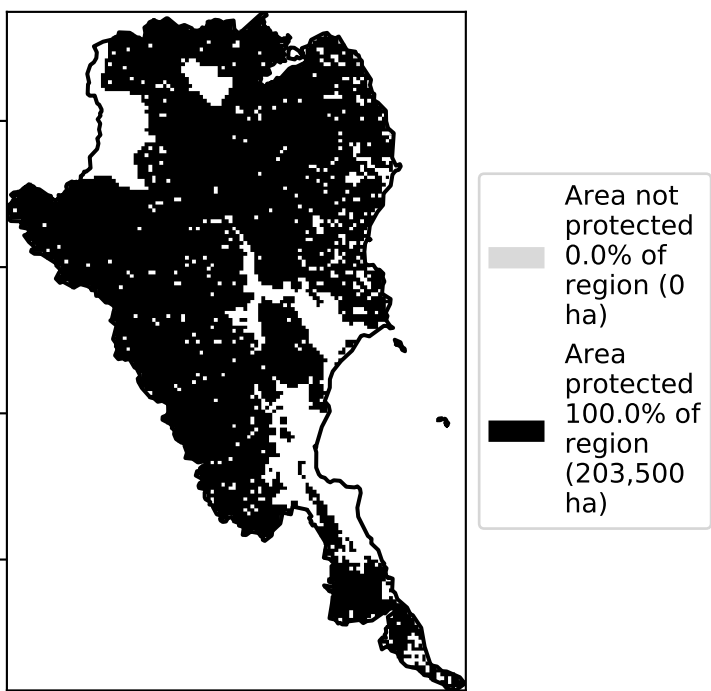 Area not
protected
0.0% of
region (0
ha)
Area
protected
100.0% of
region
(203,500
ha)